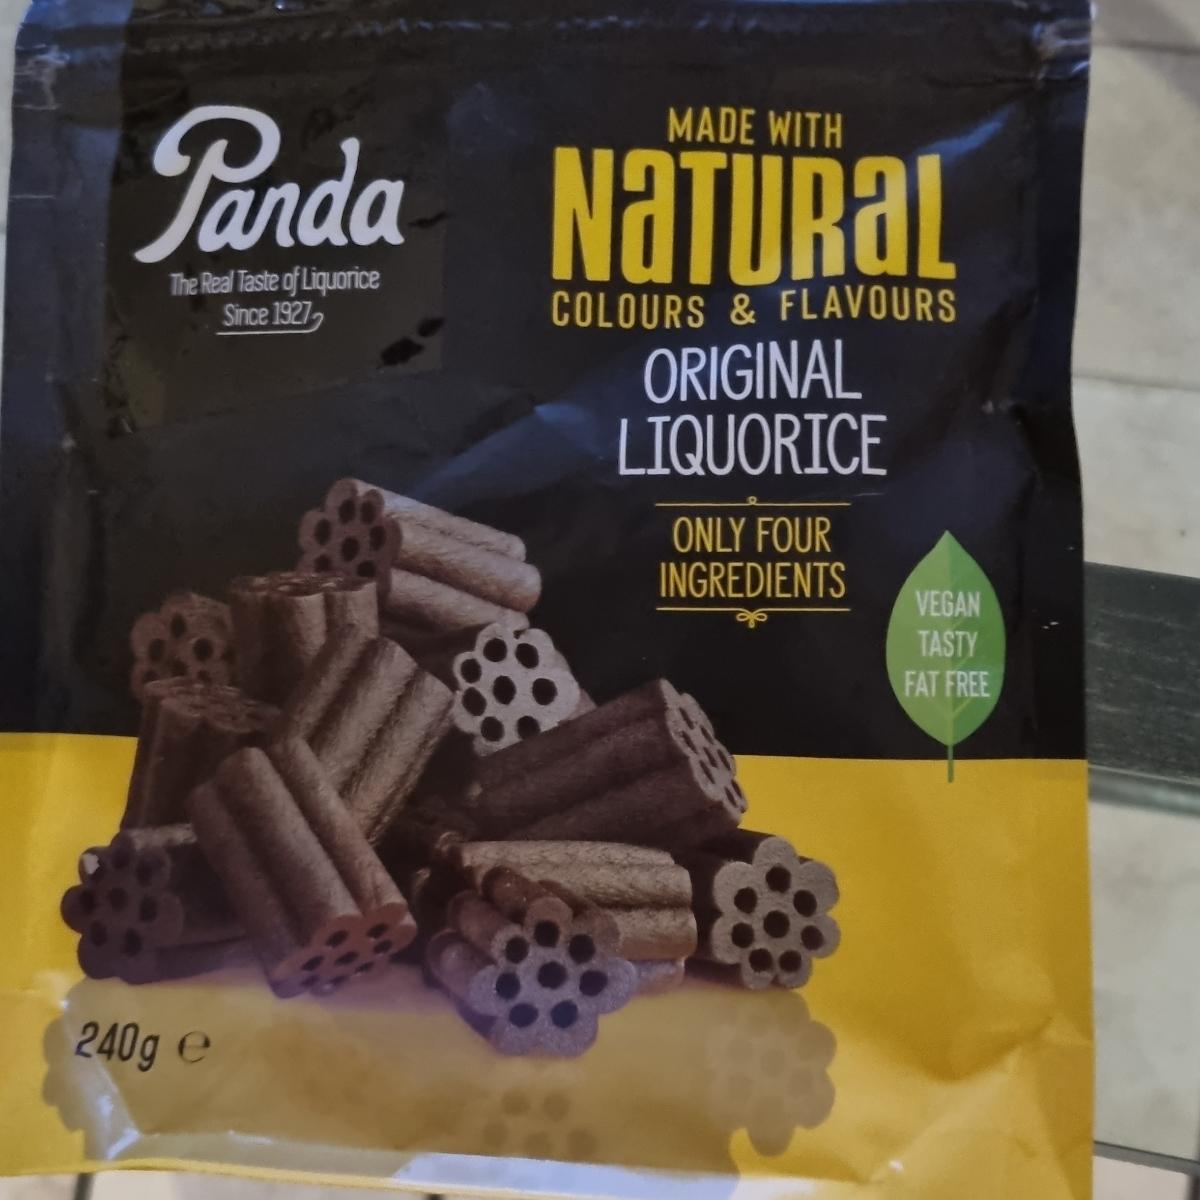 Panda
The Real Taste of Liquorice
Since 1927
MADE WITH
NaTURaL
COLOURS & FLAVOURS
ORIGINAL
LIQUORICE
ONLY FOUR
INGREDIENTS
VEGAN
TASTY
FAT FREE
240g ℮